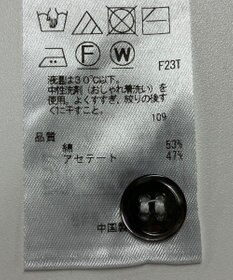 F W F23T
液温は30℃以下。
中性洗剤（おしゃれ着洗い）を
使用。よくすすぎ、絞りの後す
ぐに干すこと。
109
品質
綿 53%
アセテート 47%
中国